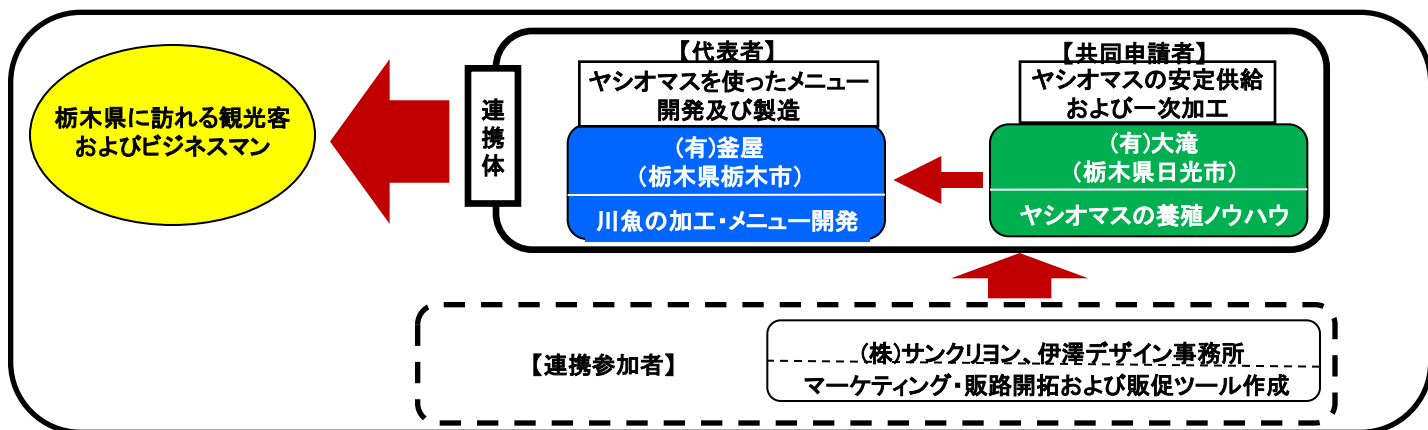 栃木県に訪れる観光客
およびビジネスマン
連携体
【代表者】
ヤシオマスを使ったメニュー
開発及び製造
(有)釜屋
(栃木県栃木市)
川魚の加工・メニュー開発
【共同申請者】
ヤシオマスの安定供給
および一次加工
(有)大滝
(栃木県日光市)
ヤシオマスの養殖ノウハウ
【連携参加者】
(株)サンクリヨン、伊澤デザイン事務所
マーケティング・販路開拓および販促ツール作成